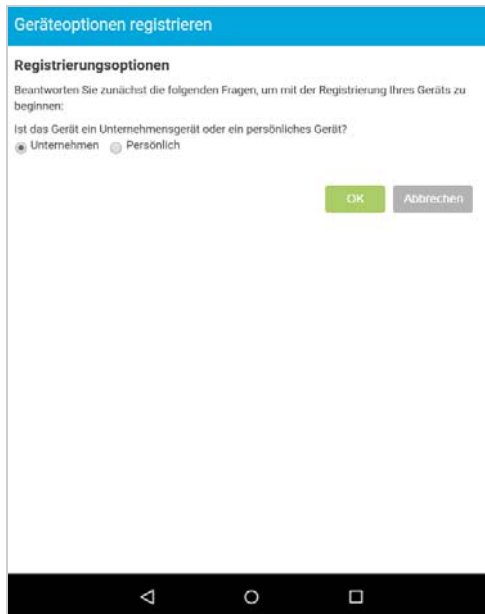 Geräteoptionen registrieren
Registrierungsoptionen
Beantworten Sie zunächst die folgenden Fragen, um mit der Registrierung Ihres Geräts zu
beginnen:
Ist das Gerät ein Unternehmensgerät oder ein persönliches Gerät?
Unternehmen Persönlich
OK Abbrechen